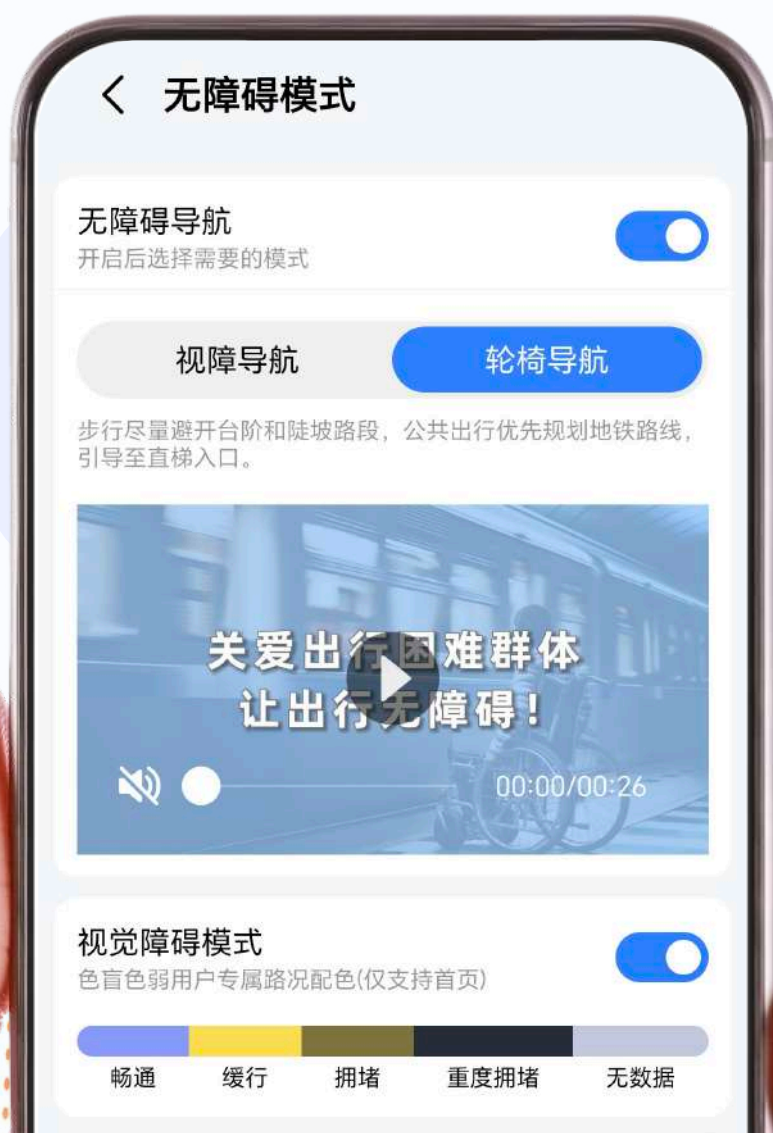 无障碍模式
无障碍导航
开启后选择需要的模式
视障导航
轮椅导航
步行尽量避开台阶和陡坡路段，公共出行优先规划地铁路线，
引导至直梯入口。
关爱出行困难群体
让出行无障碍！
00:00/00:26
视觉障碍模式
色盲色弱用户专属路况配色(仅支持首页)
畅通
缓行
拥堵
重度拥堵
无数据